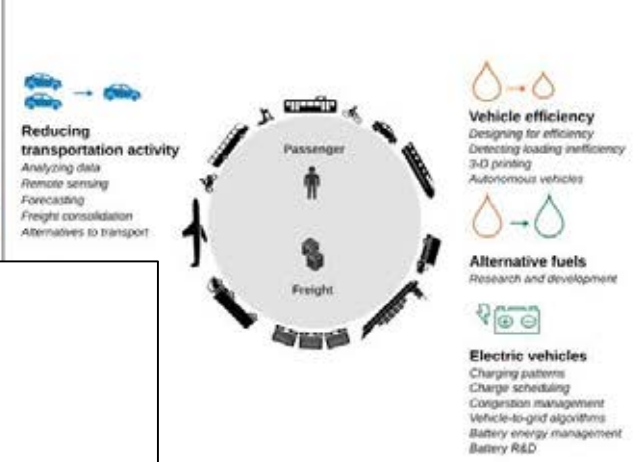 Reducing
transportation activity
Analyzing data
Remote sensing
Forecasting
Freight consolidation
Alternatives to transport
Passenger
Freight
Vehicle efficiency
Designing for efficiency
Detecting loading inefficiency
3-D printing
Autonomous vehicles
Alternative fuels
Research and development
Electric vehicles
Charging patterns
Charge scheduling
Congestion management
Vehicle-to-grid algorithms
Battery energy management
Battery R&D